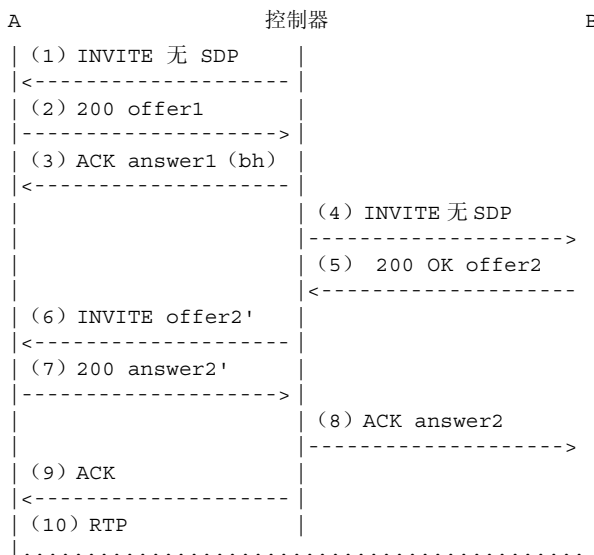 A 控制器 B
(1) INVITE 无 SDP
(2) 200 offer1
(3) ACK answer1 (bh)
(4) INVITE 无 SDP
(5) 200 OK offer2
(6) INVITE offer2'
(7) 200 answer2'
(8) ACK answer2
(9) ACK
(10) RTP